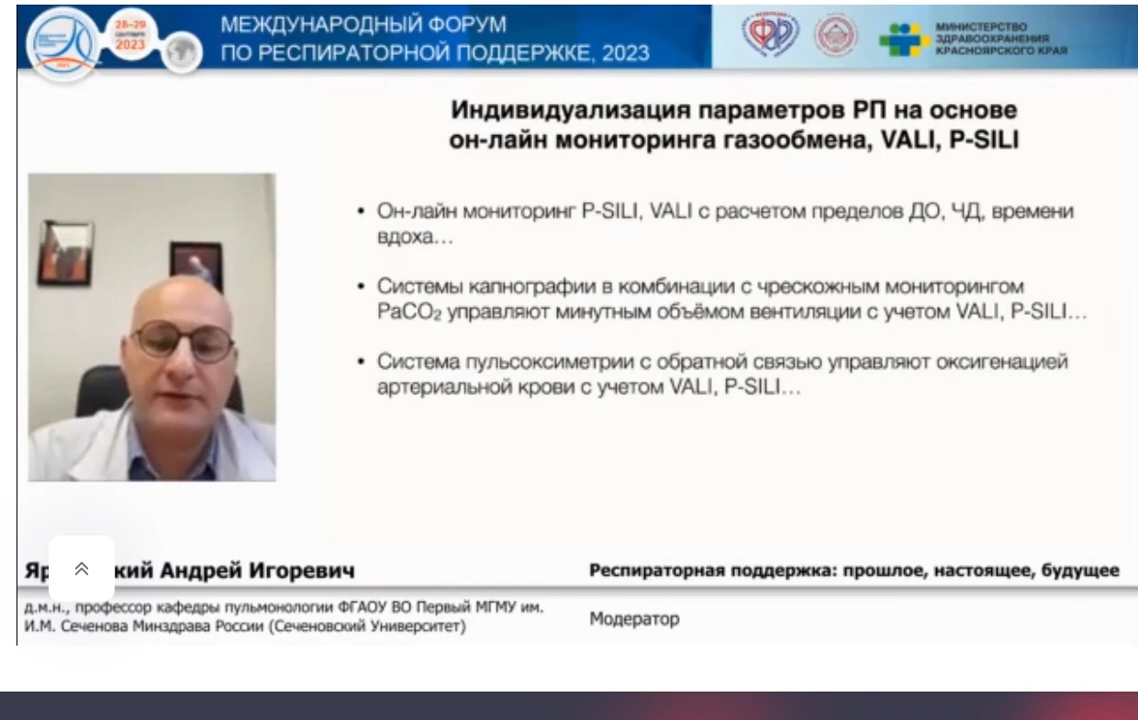 28–29
СЕНТЯБРЯ
2023
МЕЖДУНАРОДНЫЙ ФОРУМ
ПО РЕСПИРАТОРНОЙ ПОДДЕРЖКЕ, 2023
МИНИСТЕРСТВО
ЗДРАВООХРАНЕНИЯ
КРАСНОЯРСКОГО КРАЯ
Индивидуализация параметров РП на основе
он-лайн мониторинга газообмена, VALI, P-SILI
• Он-лайн мониторинг P-SILI, VALI с расчетом пределов ДО, ЧД, времени
вдоха…
• Системы капнографии в комбинации с чрескожным мониторингом
PaCO₂ управляют минутным объёмом вентиляции с учетом VALI, P-SILI…
• Система пульсоксиметрии с обратной связью управляют оксигенацией
артериальной крови с учетом VALI, P-SILI…
Андрей Игоревич
Респираторная поддержка: прошлое, настоящее, будущее
д.м.н., профессор кафедры пульмонологии ФГАОУ ВО Первый МГМУ им.
И.М. Сеченова Минздрава России (Сеченовский Университет)
Модератор